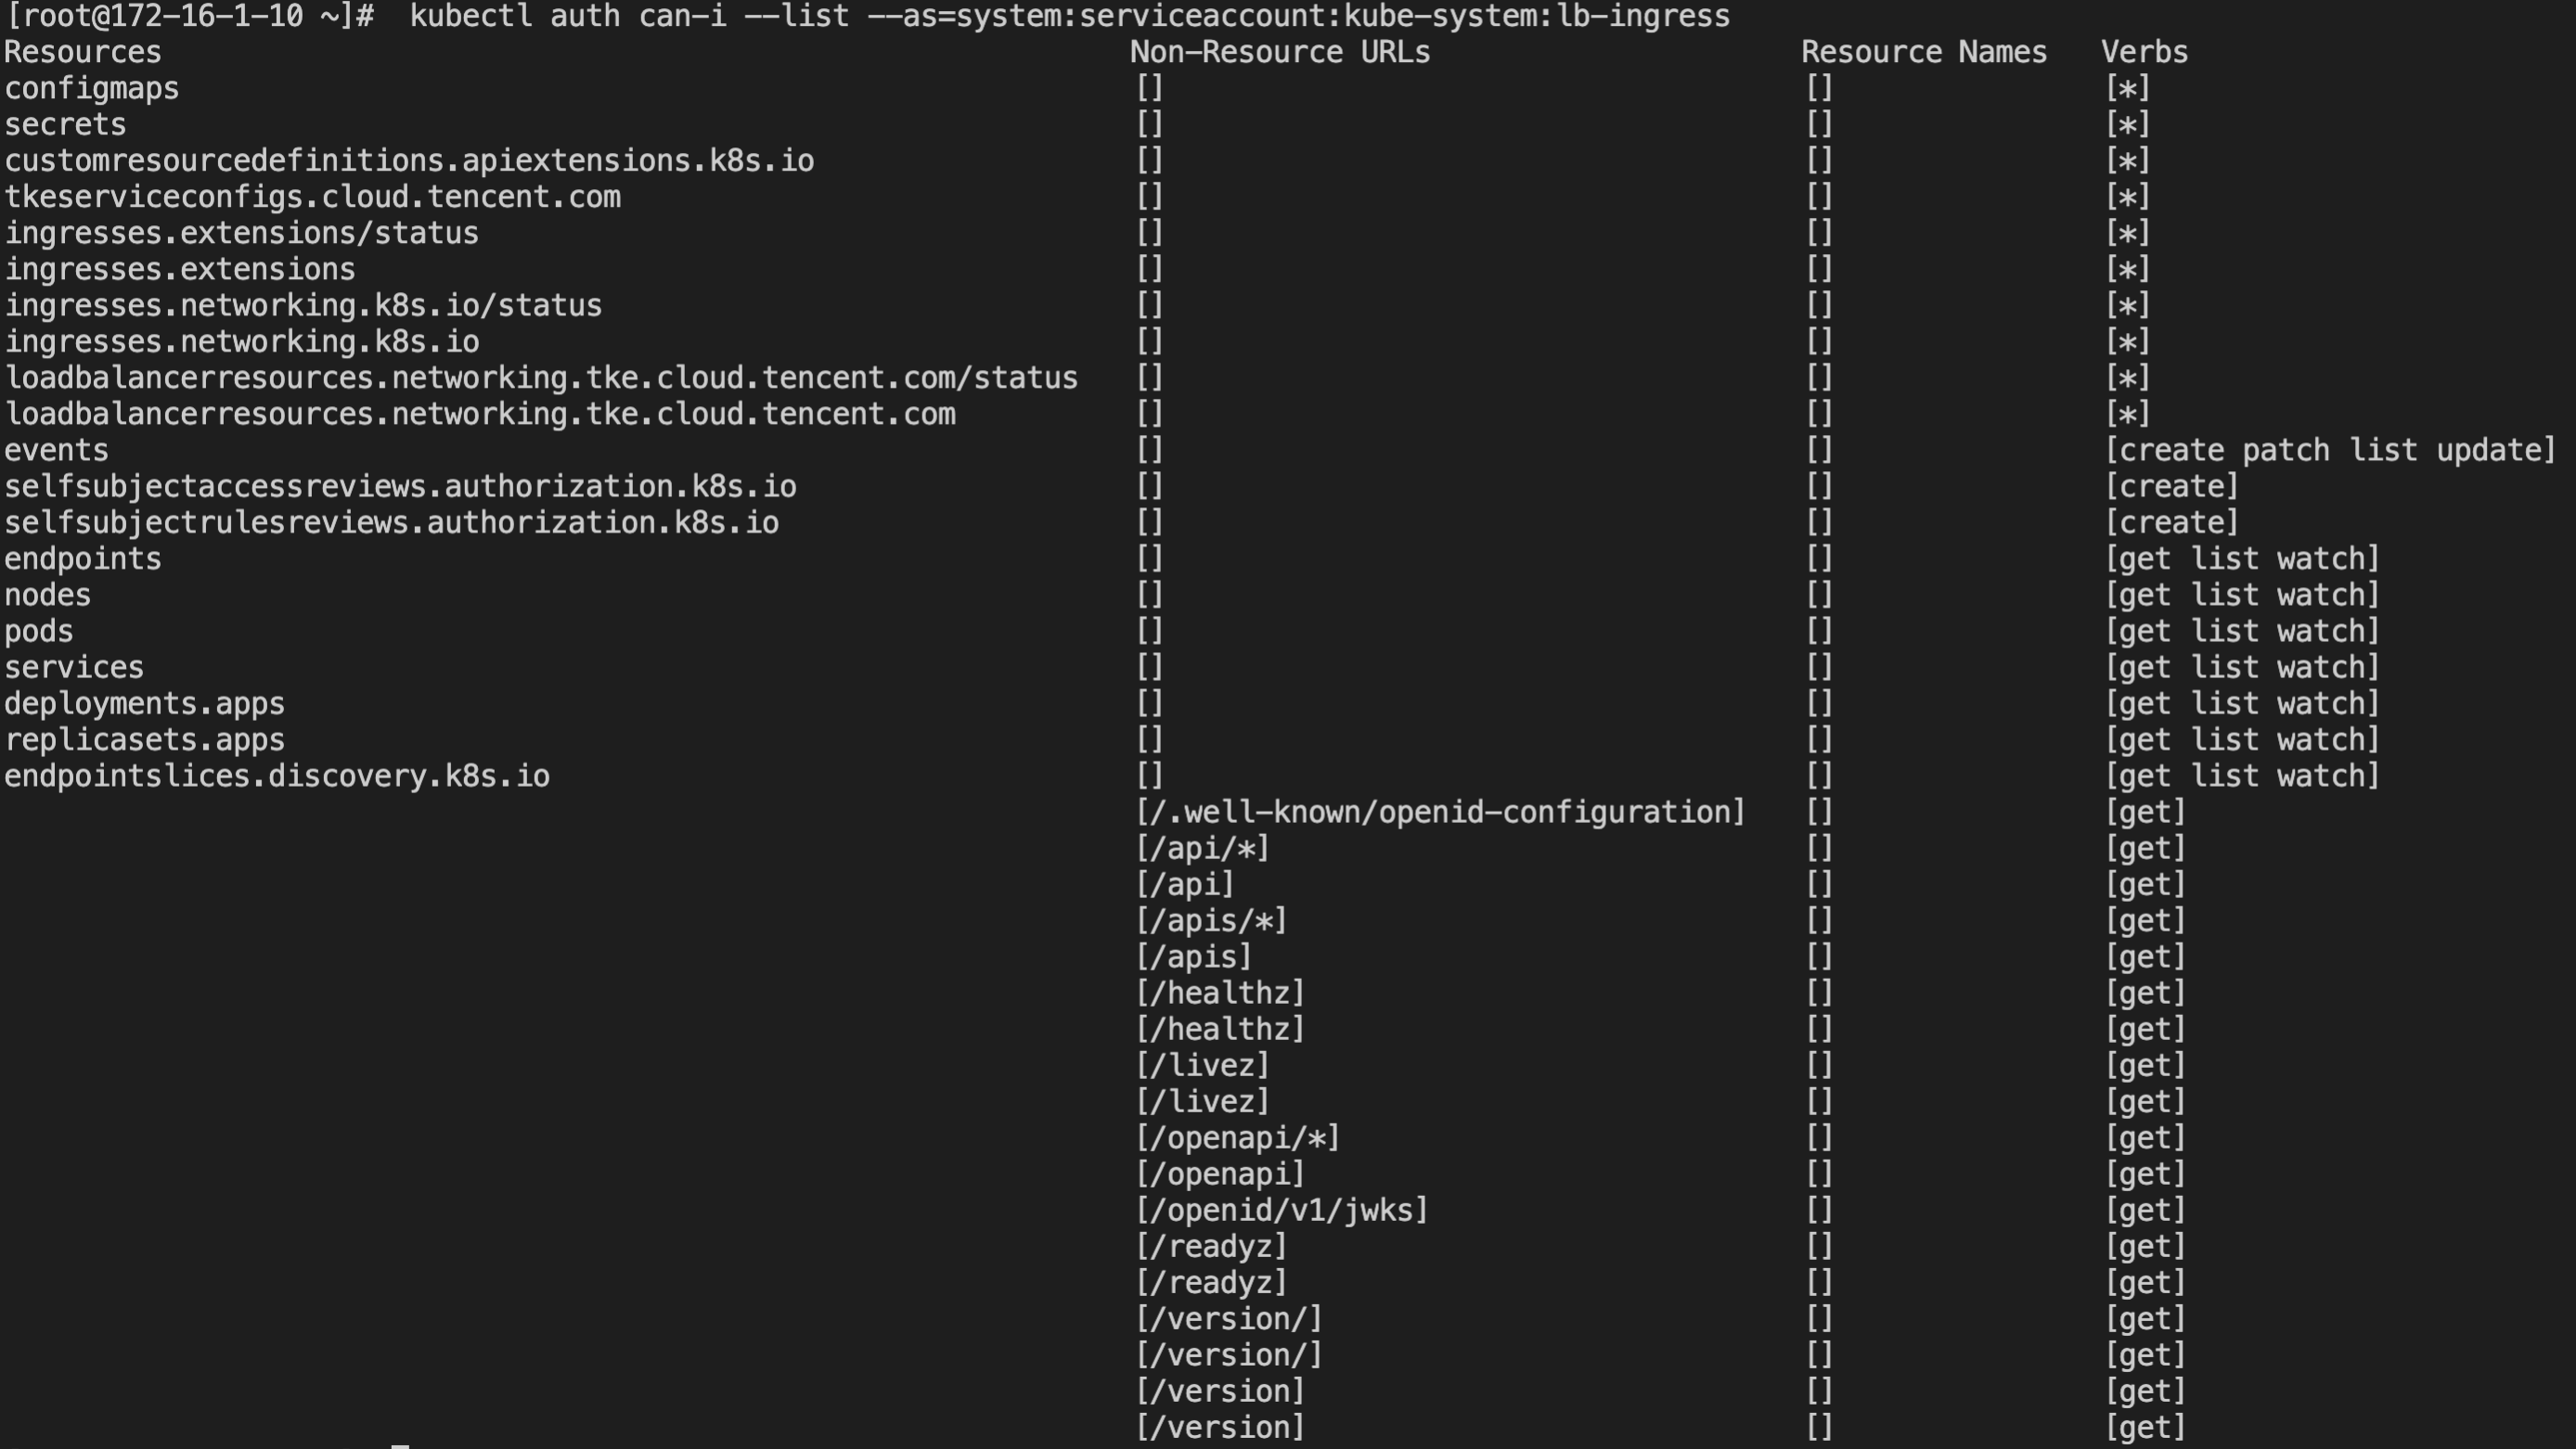 [root@172-16-1-10 ~]#  kubectl auth can-i --list --as=system:serviceaccount:kube-system:lb-ingress
Resources Non-Resource URLs Resource Names Verbs
configmaps [] [] [*]
secrets [] [] [*]
customresourcedefinitions.apiextensions.k8s.io [] [] [*]
tkeserviceconfigs.cloud.tencent.com [] [] [*]
ingresses.extensions/status [] [] [*]
ingresses.extensions [] [] [*]
ingresses.networking.k8s.io/status [] [] [*]
ingresses.networking.k8s.io [] [] [*]
loadbalancerresources.networking.tke.cloud.tencent.com/status [] [] [*]
loadbalancerresources.networking.tke.cloud.tencent.com [] [] [*]
events [] [] [create patch list update]
selfsubjectaccessreviews.authorization.k8s.io [] [] [create]
selfsubjectrulesreviews.authorization.k8s.io [] [] [create]
endpoints [] [] [get list watch]
nodes [] [] [get list watch]
pods [] [] [get list watch]
services [] [] [get list watch]
deployments.apps [] [] [get list watch]
replicasets.apps [] [] [get list watch]
endpointslices.discovery.k8s.io [] [] [get list watch]
[/.well-known/openid-configuration] [] [get]
[/api/*] [] [get]
[/api] [] [get]
[/apis/*] [] [get]
[/apis] [] [get]
[/healthz] [] [get]
[/healthz] [] [get]
[/livez] [] [get]
[/livez] [] [get]
[/openapi/*] [] [get]
[/openapi] [] [get]
[/openid/v1/jwks] [] [get]
[/readyz] [] [get]
[/readyz] [] [get]
[/version/] [] [get]
[/version/] [] [get]
[/version] [] [get]
[/version] [] [get]